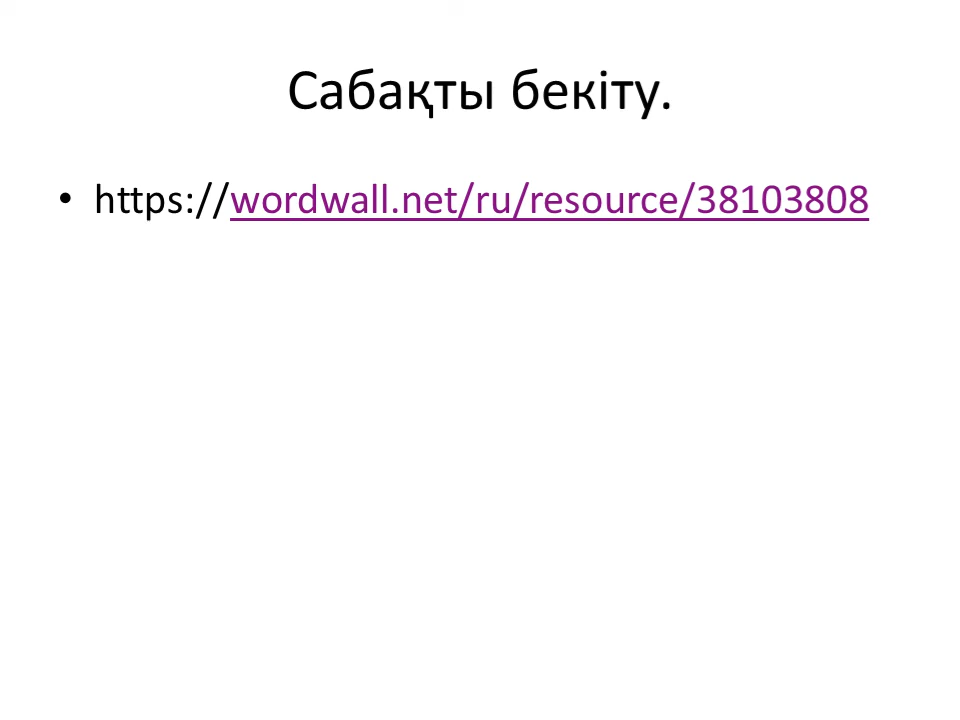 Сабақты бекіту.
• https://wordwall.net/ru/resource/38103808